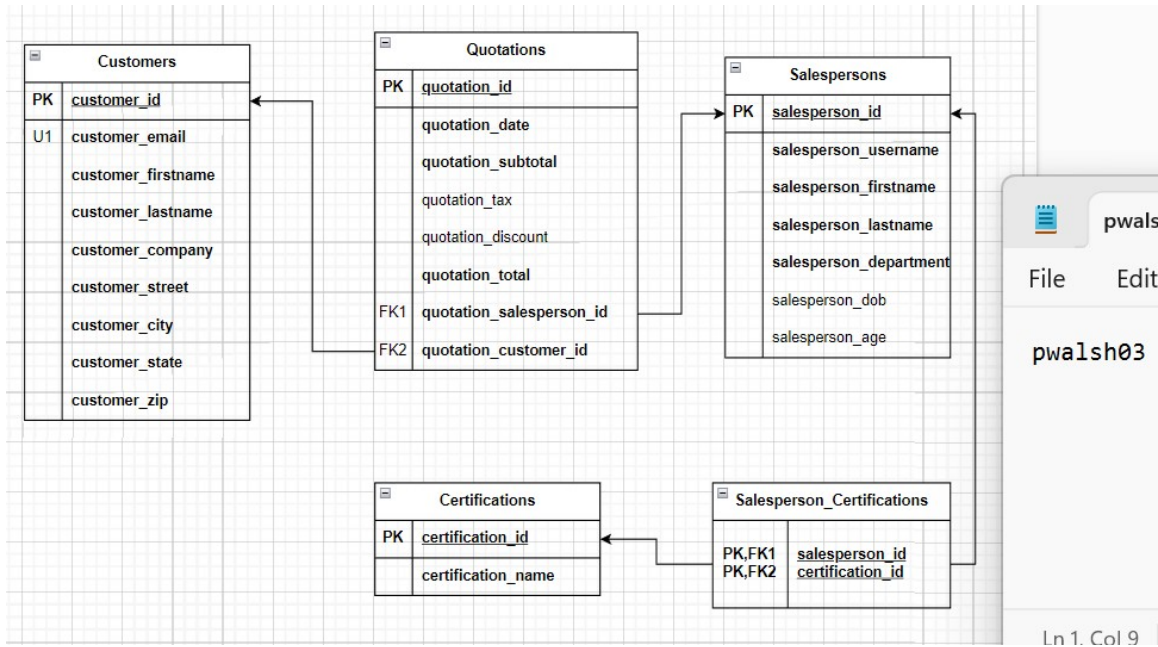 Customers
PK customer_id
U1 customer_email
customer_firstname
customer_lastname
customer_company
customer_street
customer_city
customer_state
customer_zip
Quotations
PK quotation_id
quotation_date
quotation_subtotal
quotation_tax
quotation_discount
quotation_total
FK1 quotation_salesperson_id
FK2 quotation_customer_id
Salespersons
PK salesperson_id
salesperson_username
salesperson_firstname
salesperson_lastname
salesperson_department
salesperson_dob
salesperson_age
Certifications
PK certification_id
certification_name
Salesperson_Certifications
PK,FK1 salesperson_id
PK,FK2 certification_id
pwals
File Edit
pwalsh03
Ln 1, Col 9